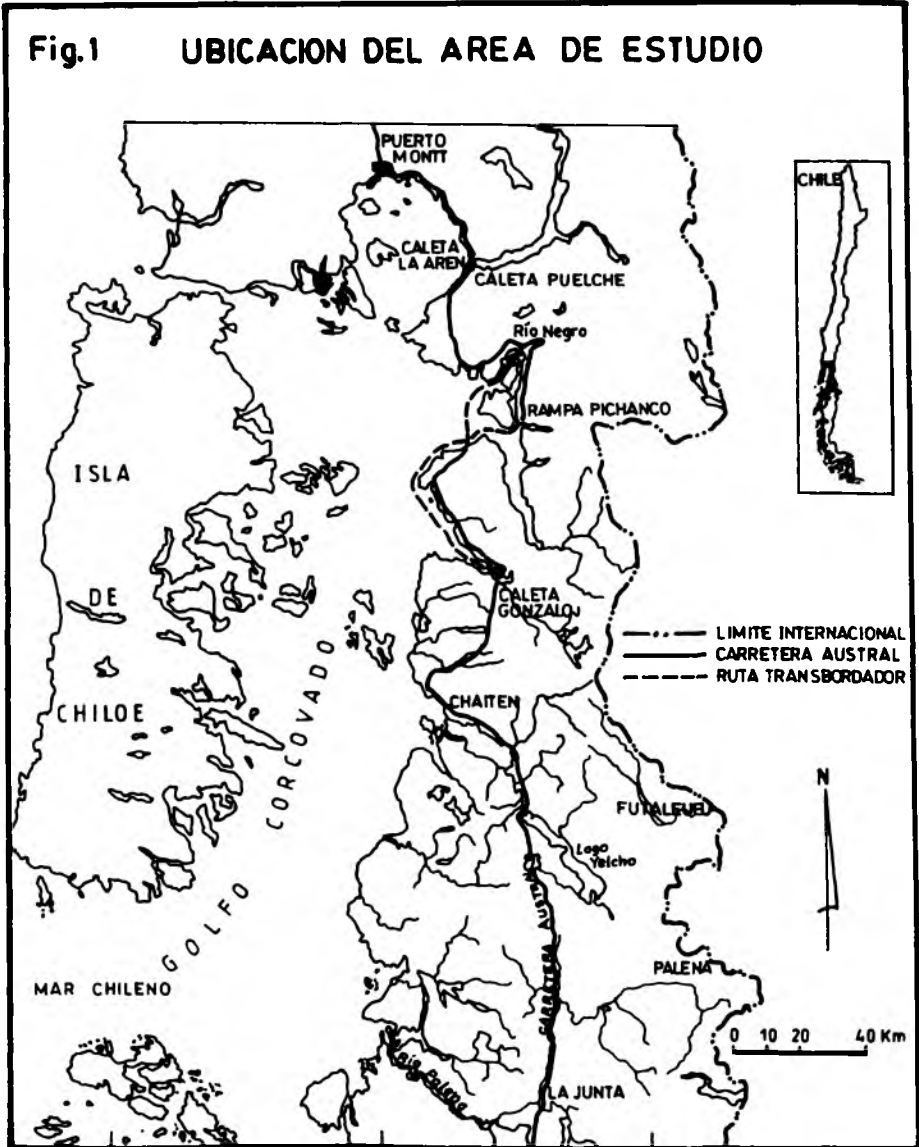 Fig.1 UBICACION DEL AREA DE ESTUDIO
PUERTO
MONTT
CHILE
CALETA
LA AREN
CALETA PUELCHE
Río Negro
RAMPA PICHANCO
ISLA
DE
CHILOE
CALETA
GONZALO
LIMITE INTERNACIONAL
CARRETERA AUSTRAL
RUTA TRANSBORDADOR
CHAITEN
GOLFO CORCOVADO
N
FUTALEUFU
Lago
Yelcho
CARRETERA AUSTRAL
PALENA
MAR CHILENO
0 10 20 40 Km
Río Palena
LA JUNTA